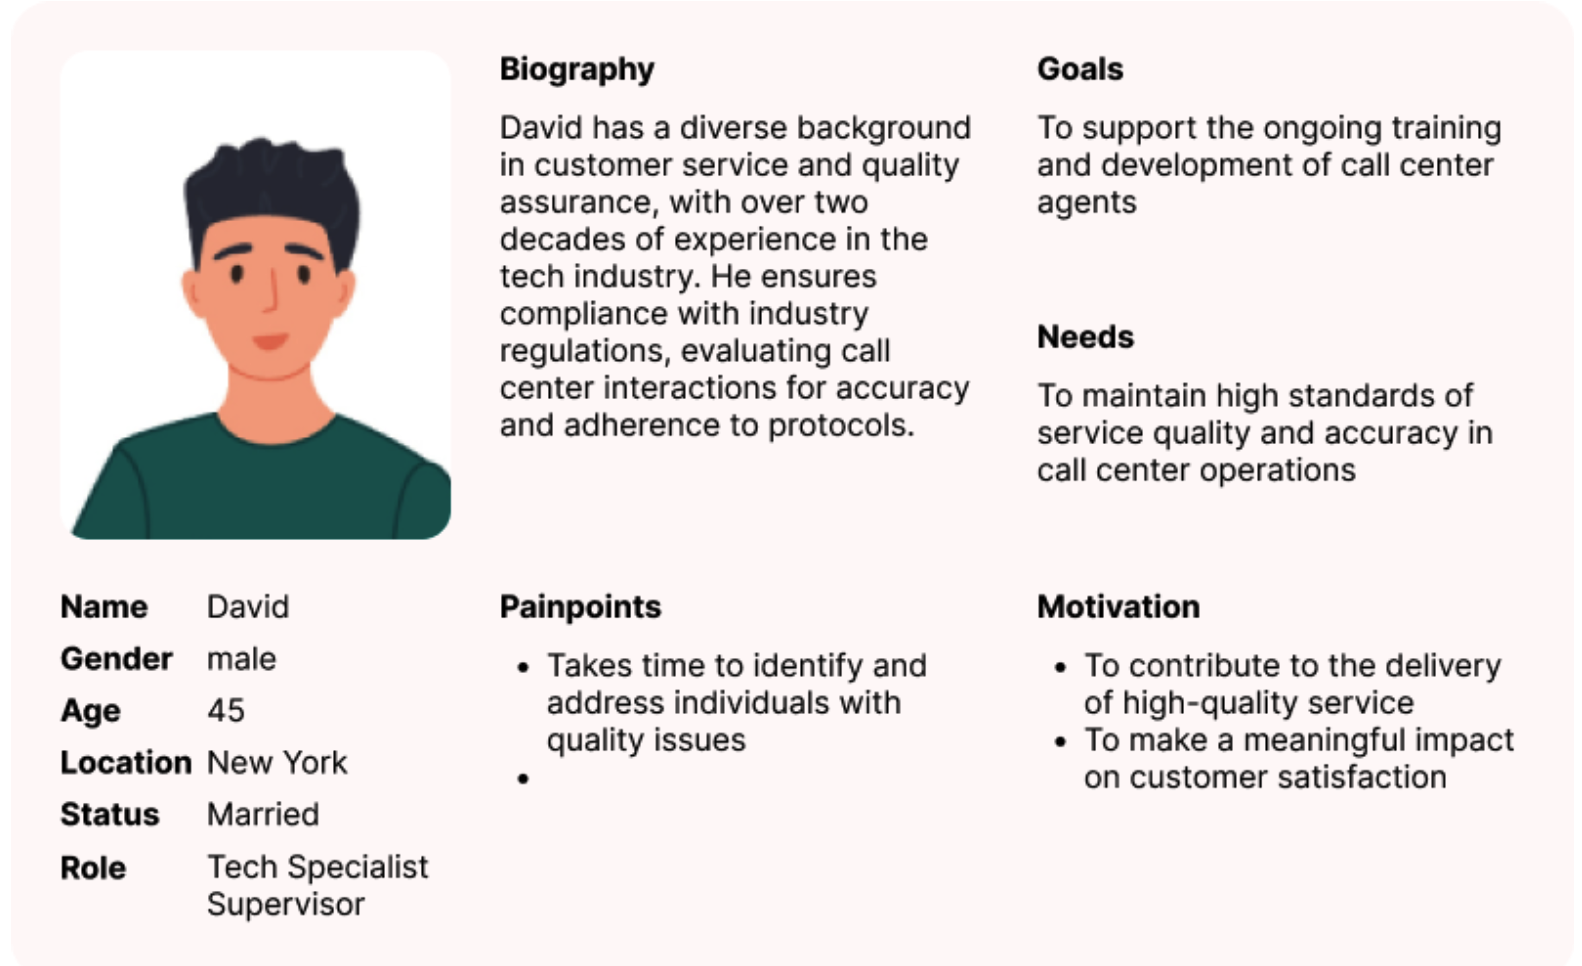 Biography
David has a diverse background
in customer service and quality
assurance, with over two
decades of experience in the
tech industry. He ensures
compliance with industry
regulations, evaluating call
center interactions for accuracy
and adherence to protocols.
Goals
To support the ongoing training
and development of call center
agents
Needs
To maintain high standards of
service quality and accuracy in
call center operations
Name David
Gender male
Age 45
Location New York
Status Married
Role Tech Specialist
Supervisor
Painpoints
• Takes time to identify and
address individuals with
quality issues
•
Motivation
• To contribute to the delivery
of high-quality service
• To make a meaningful impact
on customer satisfaction